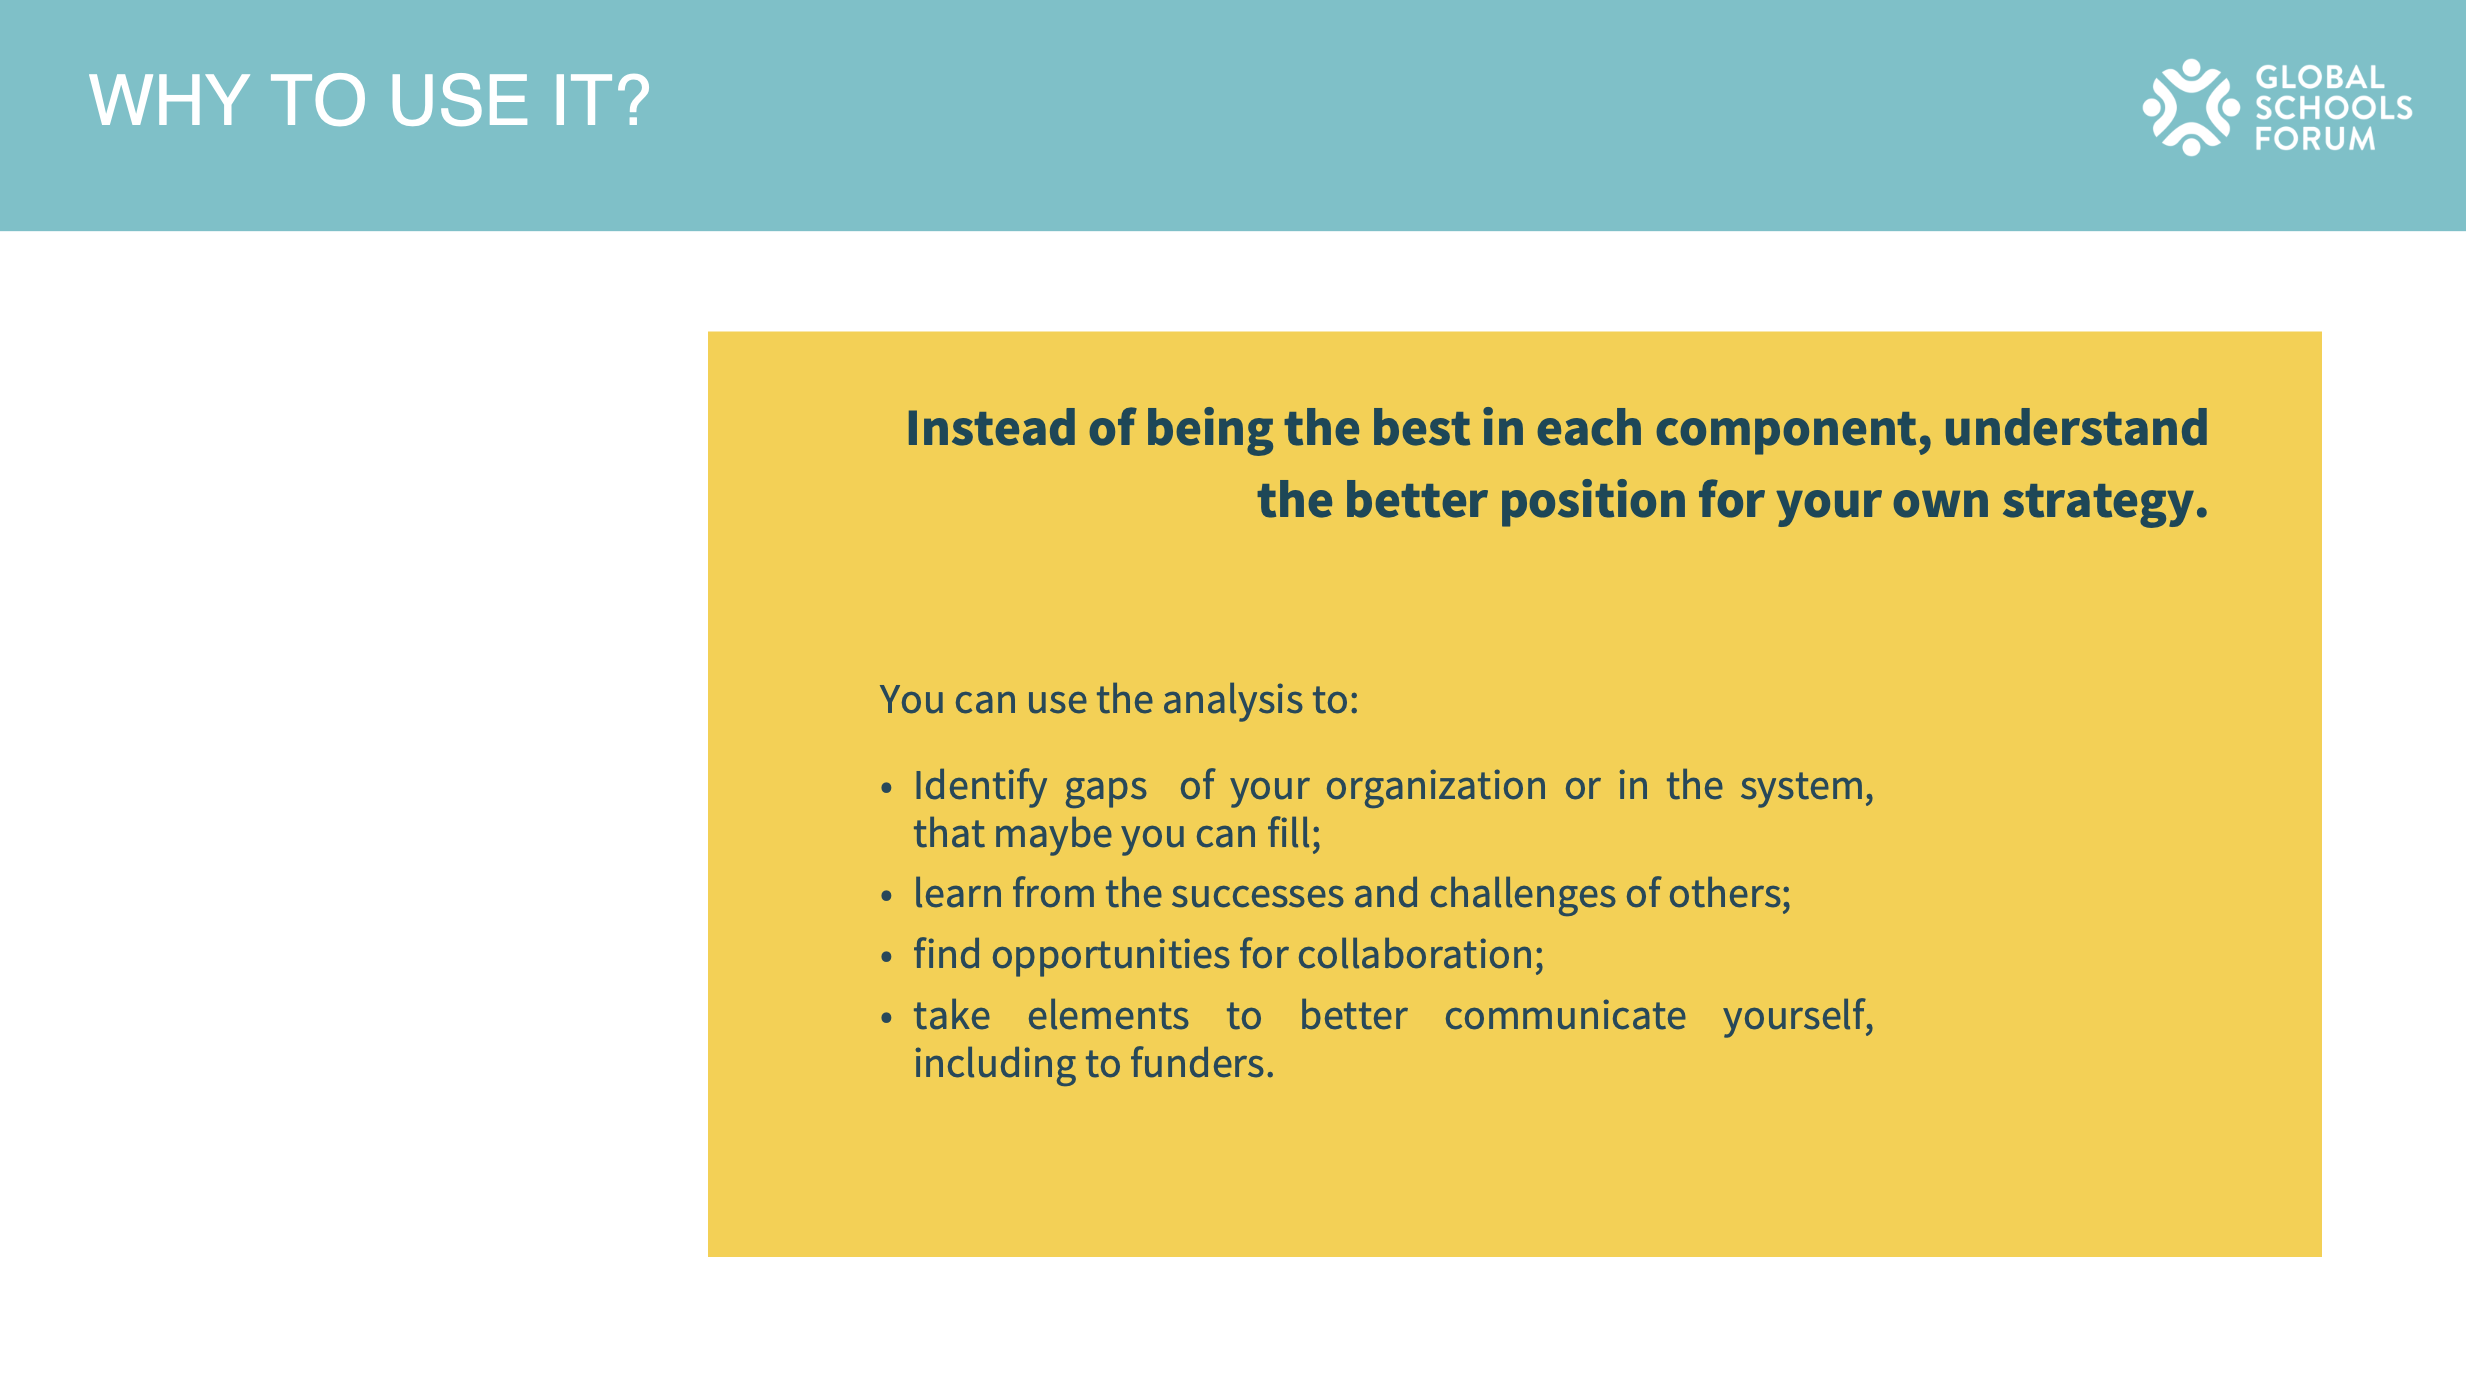 WHY TO USE IT?
GLOBAL
SCHOOLS
FORUM
Instead of being the best in each component, understand
the better position for your own strategy.
You can use the analysis to:
• Identify gaps  of your organization or in the system,
that maybe you can fill;
• learn from the successes and challenges of others;
• find opportunities for collaboration;
• take elements to better communicate yourself,
including to funders.